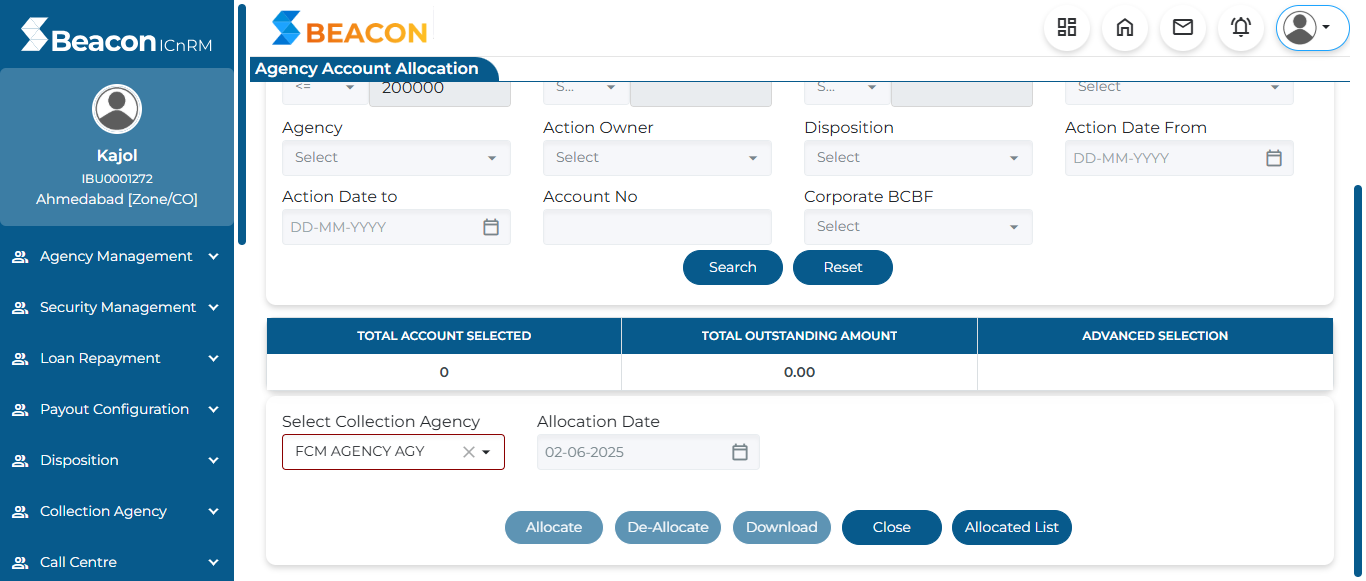 Beacon ICnRM
BEACON
Agency Account Allocation
Kajol
IBU0001272
Ahmedabad [Zone/CO]
Agency Management
Security Management
Loan Repayment
Payout Configuration
Disposition
Collection Agency
Call Centre
<= 200000 S... S... Select
Agency Action Owner Disposition Action Date From
Select Select Select DD-MM-YYYY
Action Date to Account No Corporate BCBF
DD-MM-YYYY Select
Search Reset
TOTAL ACCOUNT SELECTED TOTAL OUTSTANDING AMOUNT ADVANCED SELECTION
0 0.00
Select Collection Agency Allocation Date
FCM AGENCY AGY 02-06-2025
Allocate De-Allocate Download Close Allocated List